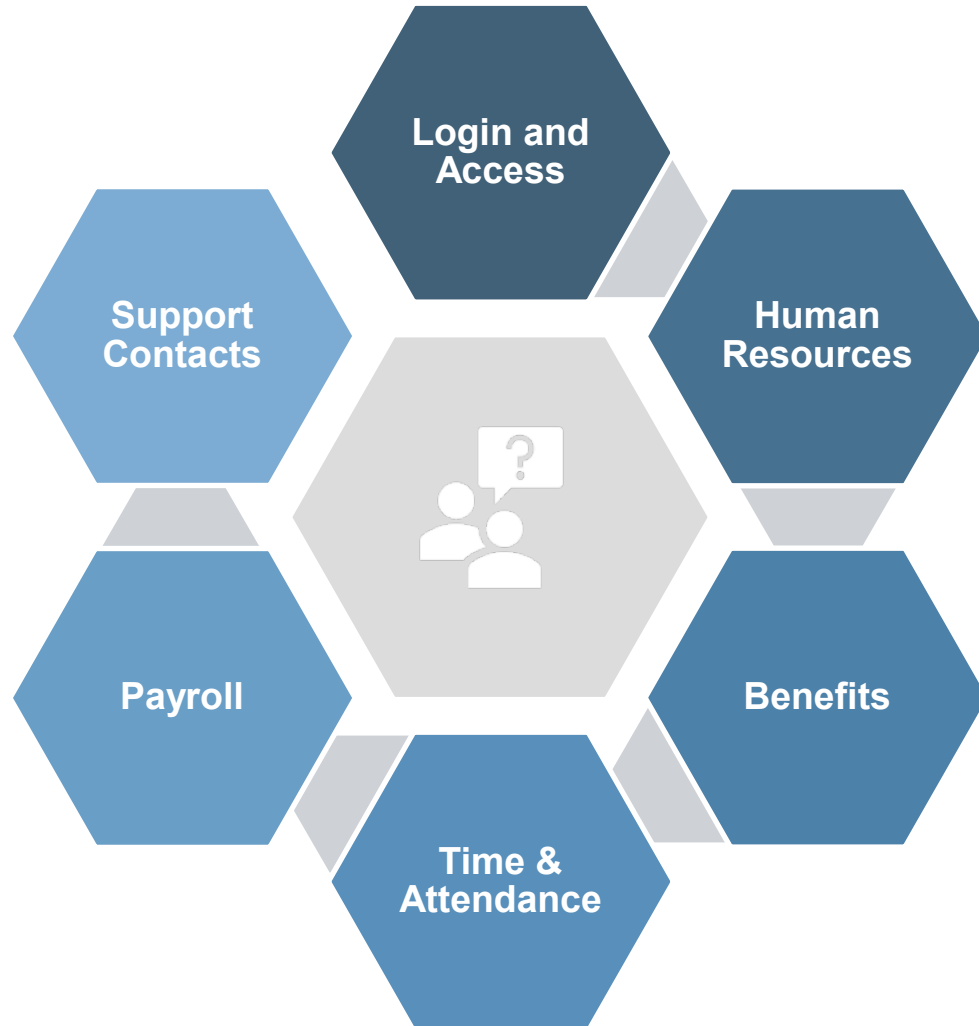 Login and
Access
Human
Resources
Benefits
Time &
Attendance
Payroll
Support
Contacts
?